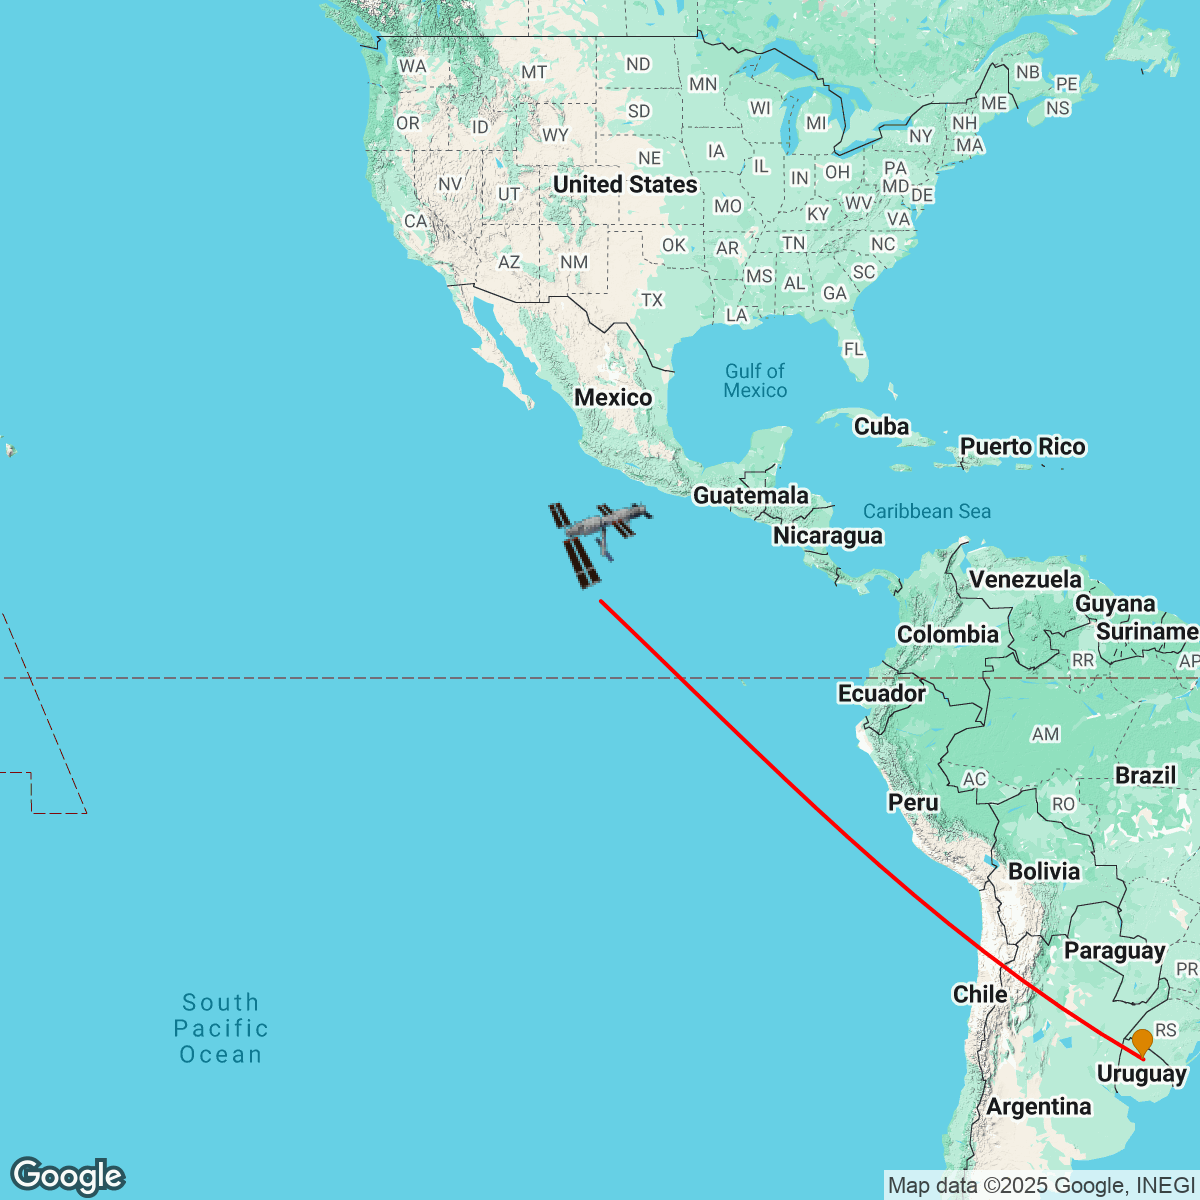 WA
MT
ND
MN
NB
PE
ME
NS
OR
ID
WY
SD
WI
MI
NY
NH
MA
NV
UT
NE
IA
IL
IN
OH
PA
MD
DE
United States
CA
MO
KY
WV
VA
AZ
NM
OK
AR
TN
NC
MS
AL
SC
TX
LA
GA
FL
Gulf of
Mexico
Mexico
Cuba
Puerto Rico
Guatemala
Caribbean Sea
Nicaragua
Venezuela
Guyana
Suriname
Colombia
RR
AP
Ecuador
AM
AC
Brazil
Peru
RO
Bolivia
Paraguay
PR
Chile
South
Pacific
Ocean
RS
Uruguay
Argentina
Google
Map data ©2025 Google, INEGI